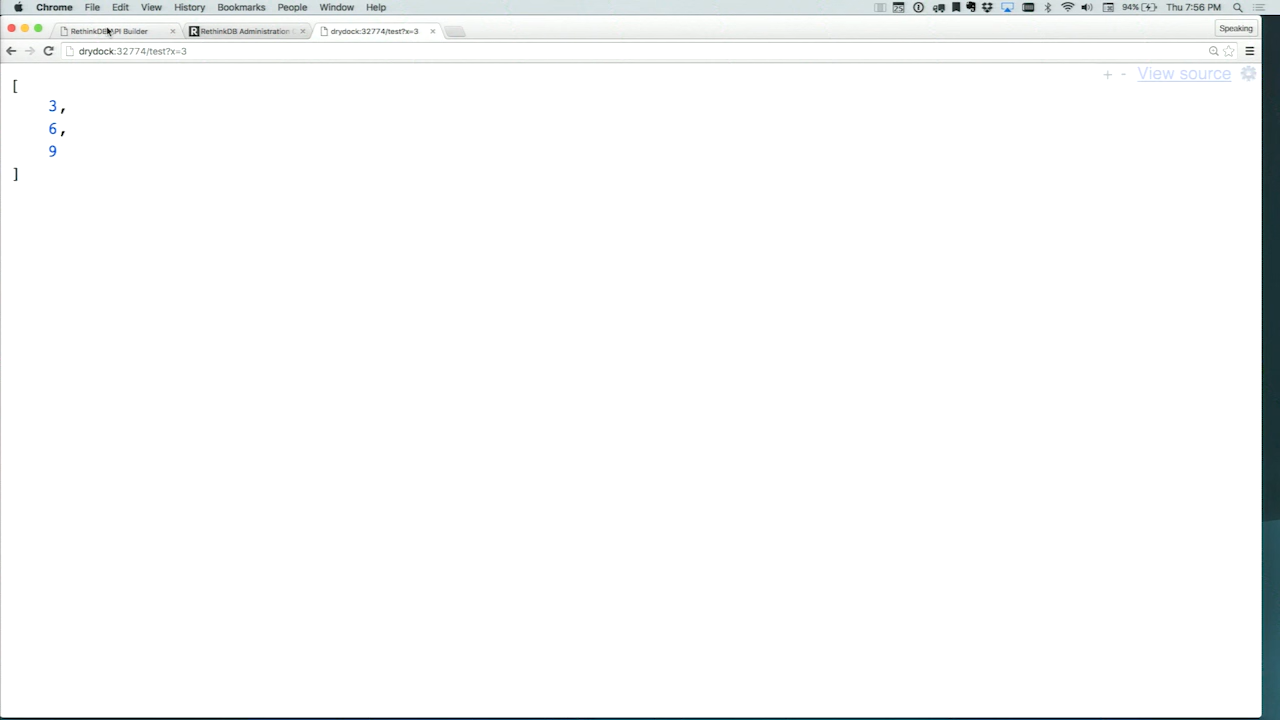 Chrome File Edit View History Bookmarks People Window Help 94% Thu 7:56 PM
RethinkDB API Builder RethinkDB Administration drydock:32774/test?x=3 Speaking
drydock:32774/test?x=3
+ - View source
[
3,
6,
9
]